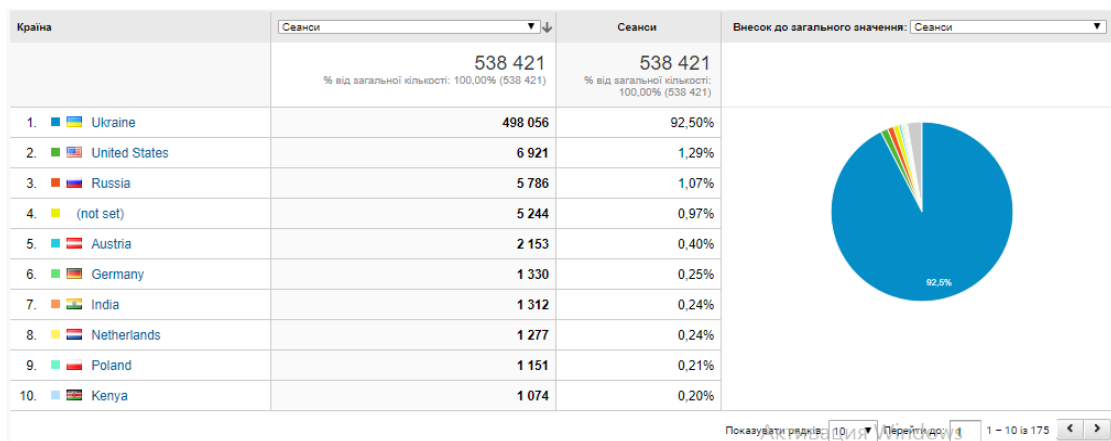 Країна Сеанси Сеанси Внесок до загального значення: Сеанси
538 421 538 421
% від загальної кількості: 100,00% (538 421) % від загальної кількості: 100,00% (538 421)
1. Ukraine 498 056 92,50%
2. United States 6 921 1,29%
3. Russia 5 786 1,07%
4. (not set) 5 244 0,97%
5. Austria 2 153 0,40%
6. Germany 1 330 0,25%
7. India 1 312 0,24%
8. Netherlands 1 277 0,24%
9. Poland 1 151 0,21%
10. Kenya 1 074 0,20%
92,5%
Показувати рядків: 10 Перейти до: 1 1 – 10 із 175
Активация Windows